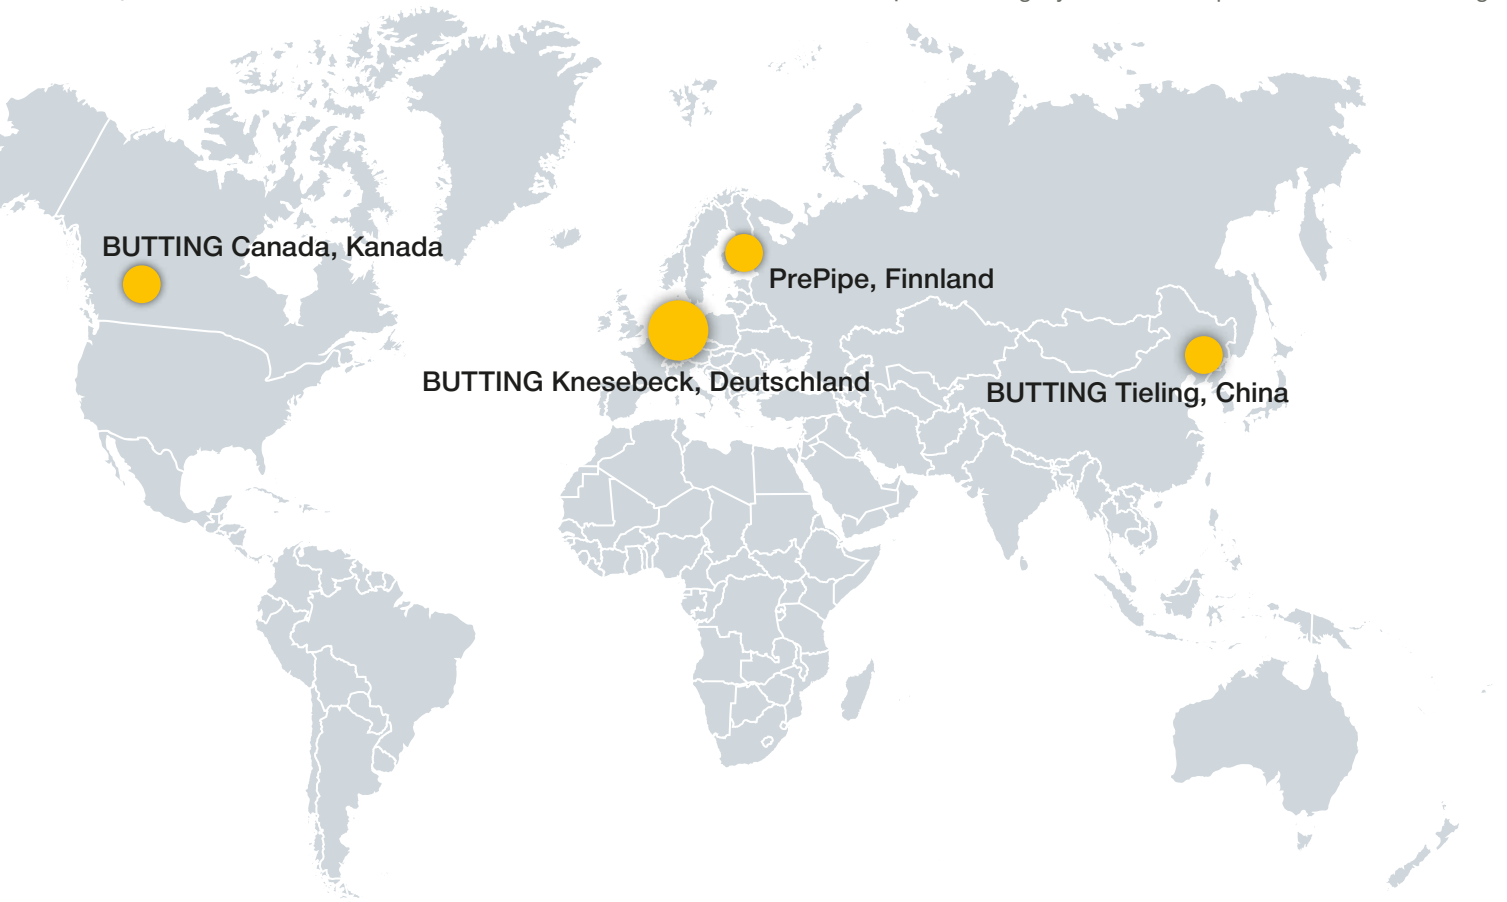 BUTTING Canada, Kanada
PrePipe, Finnland
BUTTING Knesebeck, Deutschland
BUTTING Tieling, China